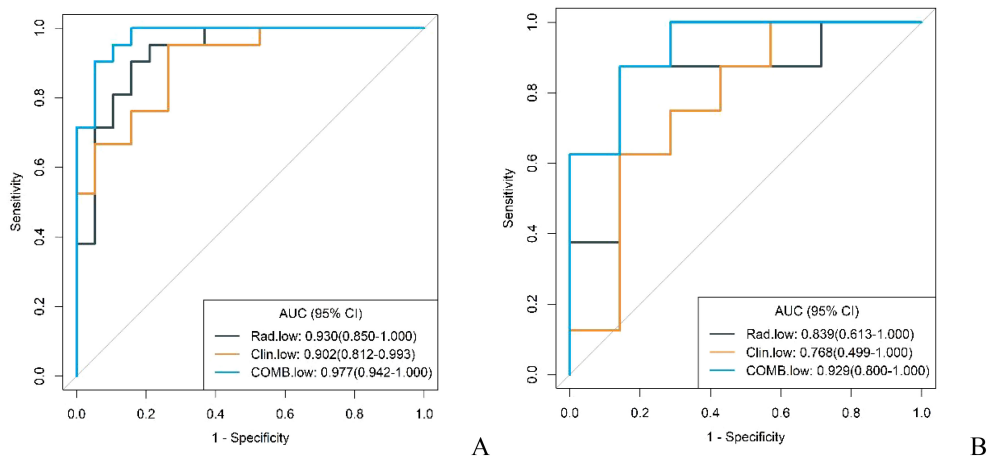 1.0
0.8
0.6
0.4
0.2
0.0
Sensitivity
0.0 0.2 0.4 0.6 0.8 1.0
1 - Specificity
AUC (95% CI)
Rad.low: 0.930(0.850-1.000)
Clin.low: 0.902(0.812-0.993)
COMB.low: 0.977(0.942-1.000)
A
1.0
0.8
0.6
0.4
0.2
0.0
Sensitivity
0.0 0.2 0.4 0.6 0.8 1.0
1 - Specificity
AUC (95% CI)
Rad.low: 0.839(0.613-1.000)
Clin.low: 0.768(0.499-1.000)
COMB.low: 0.929(0.800-1.000)
B